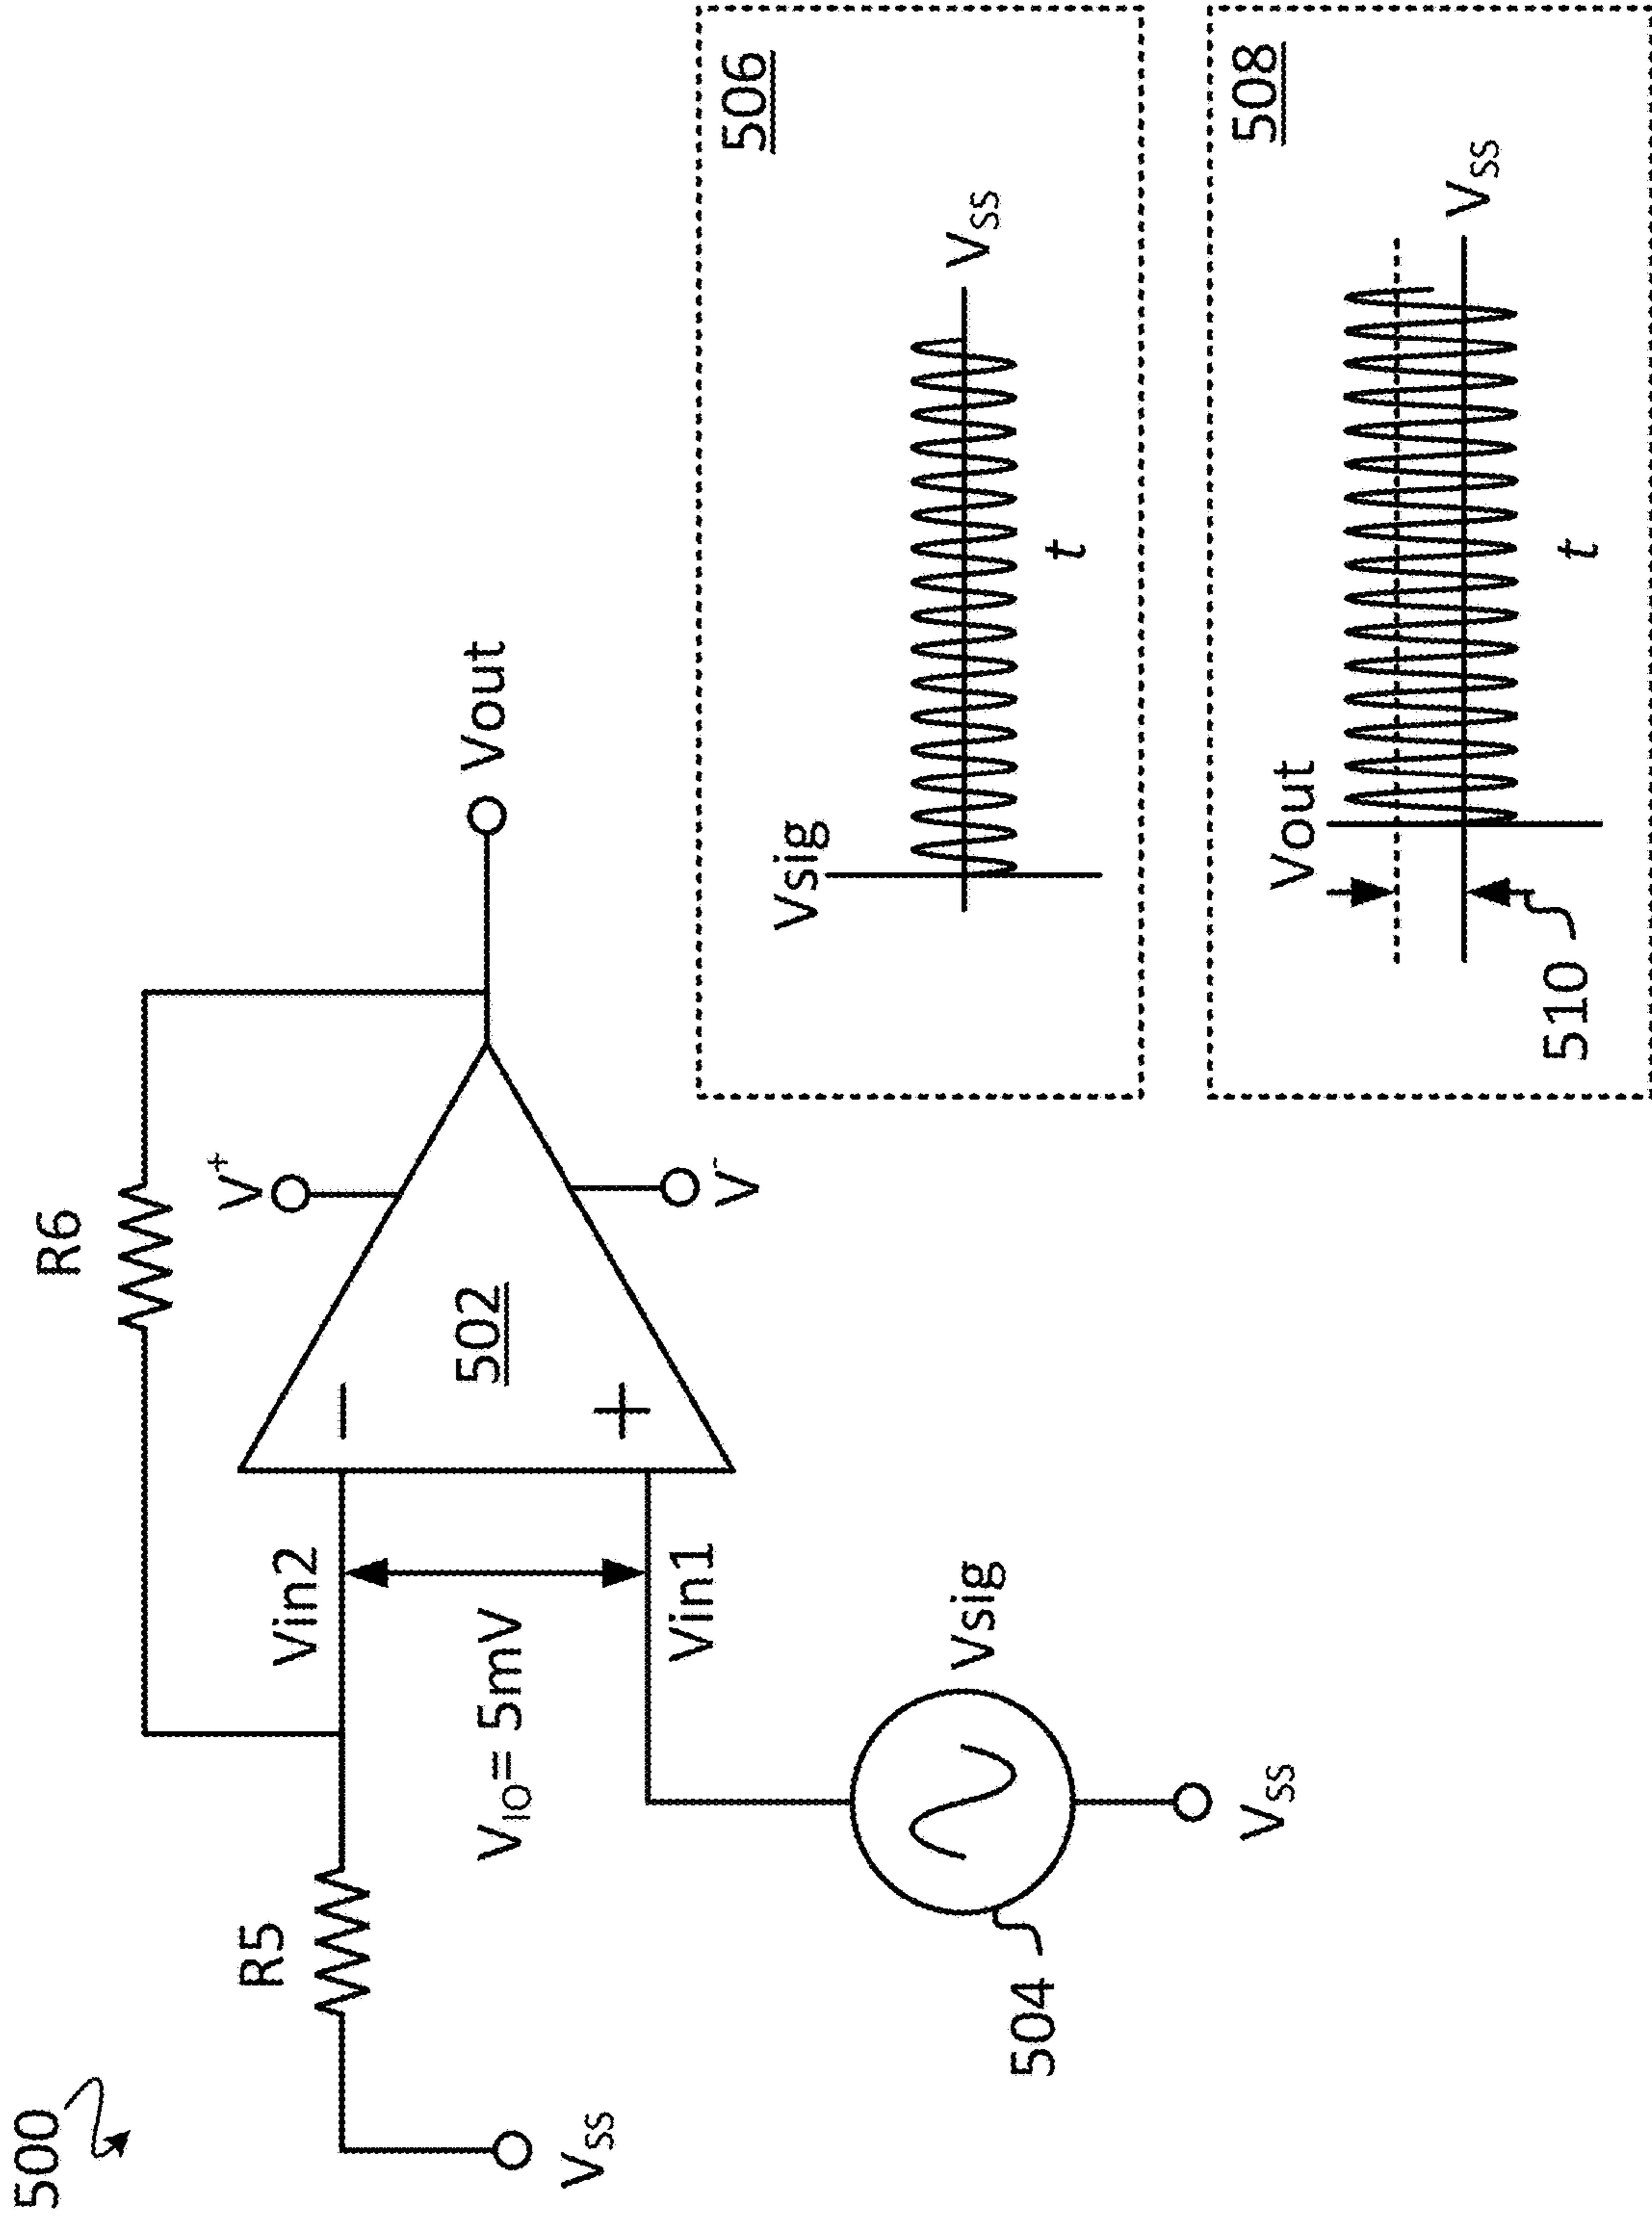 500
R6
V+
R5
Vin2
502
−
+
Vout
VIO= 5mV
Vin1
V-
VSS
Vsig
504
VSS
506
Vsig
VSS
t
508
Vout
VSS
t
510